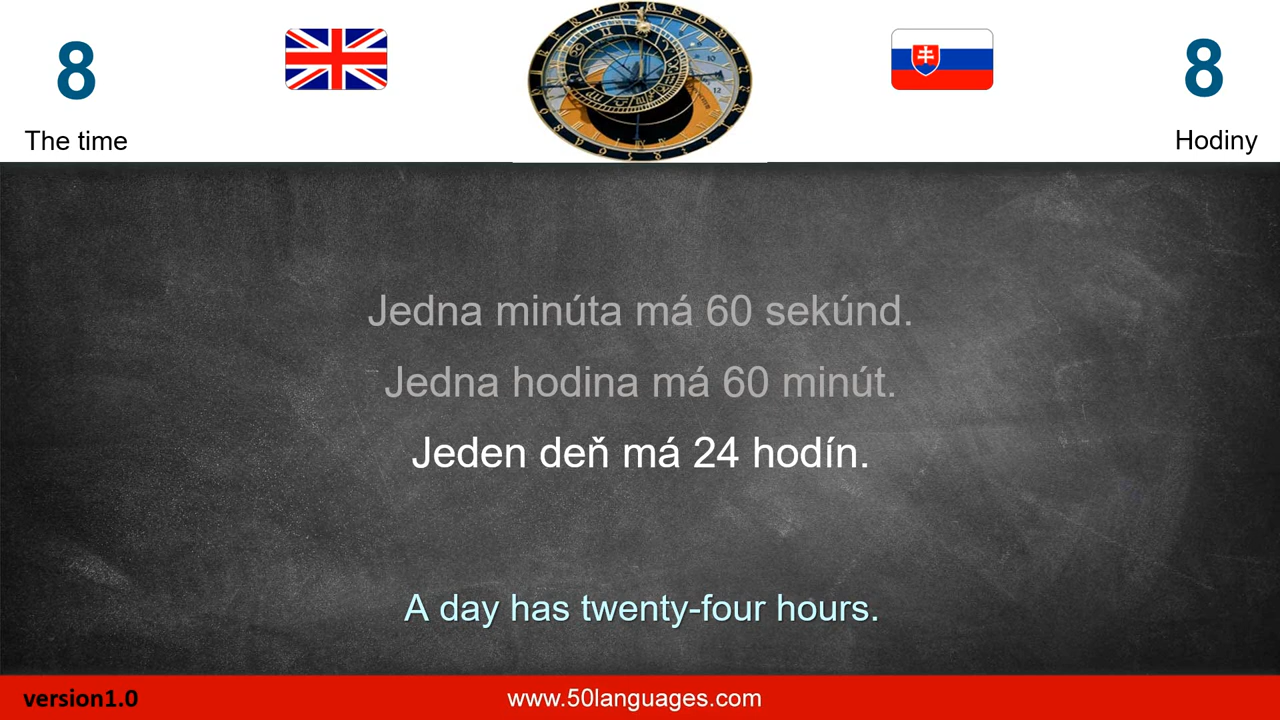 8
8
The time
Hodiny
Jedna minúta má 60 sekúnd.
Jedna hodina má 60 minút.
Jeden deň má 24 hodín.
A day has twenty-four hours.
version1.0
www.50languages.com